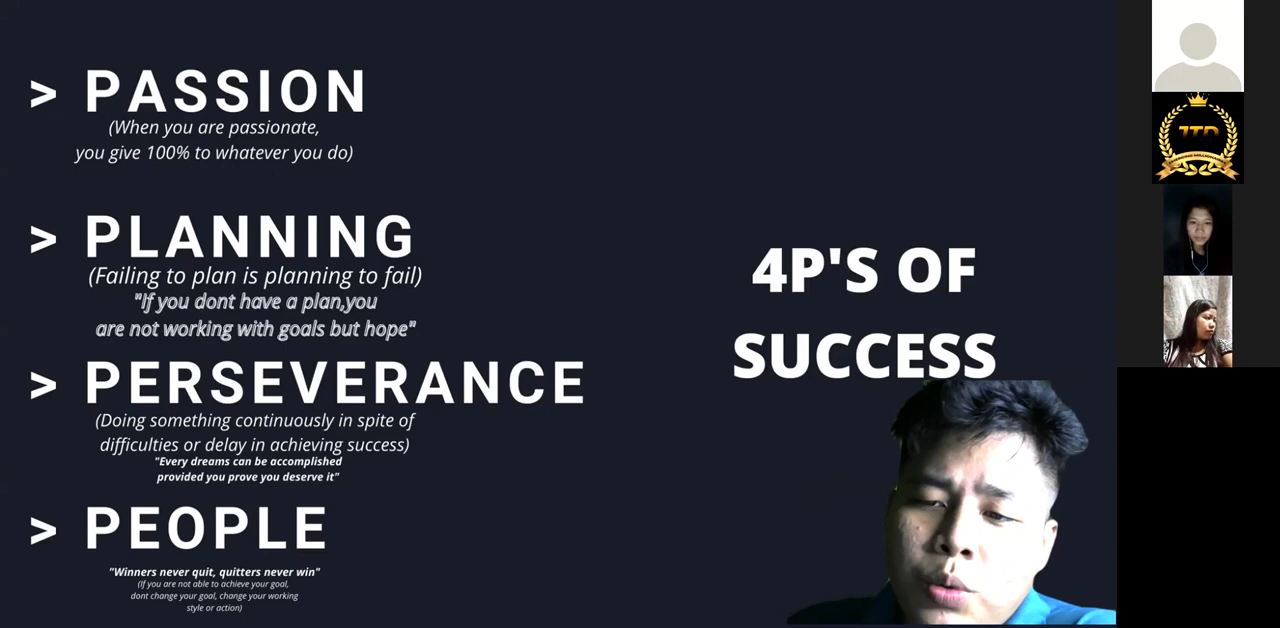 > PASSION
(When you are passionate,
you give 100% to whatever you do)
> PLANNING
(Failing to plan is planning to fail)
"If you dont have a plan,you
are not working with goals but hope"
> PERSEVERANCE
(Doing something continuously in spite of
difficulties or delay in achieving success)
"Every dreams can be accomplished
provided you prove you deserve it"
> PEOPLE
"Winners never quit, quitters never win"
(If you are not able to achieve your goal,
dont change your goal, change your working
style or action)
4P'S OF
SUCCESS